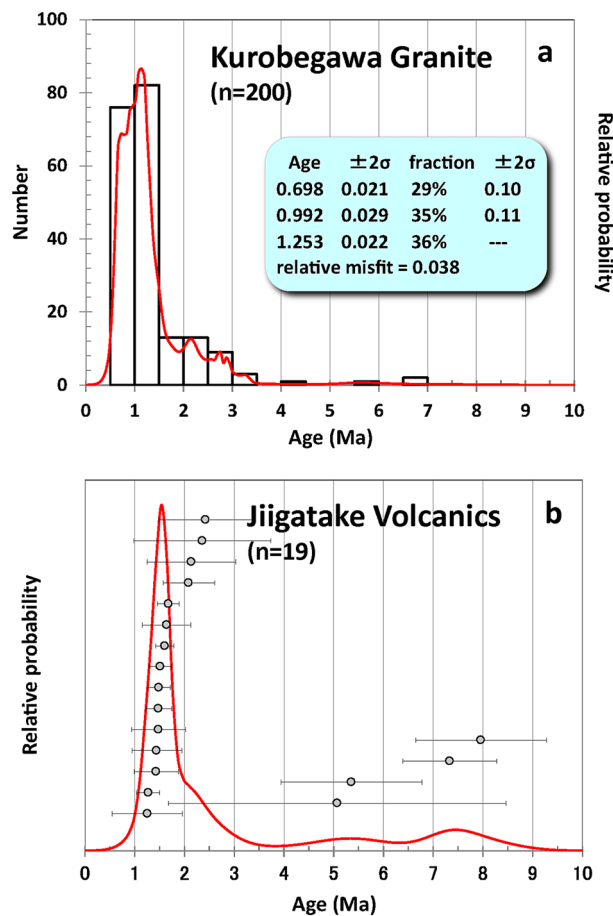 Kurobegawa Granite a
(n=200)
Number
Relative probability
100
80
60
40
20
0
Age ±2σ fraction ±2σ
0.698 0.021 29% 0.10
0.992 0.029 35% 0.11
1.253 0.022 36% ---
relative misfit = 0.038
0 1 2 3 4 5 6 7 8 9 10
Age (Ma)
Jiigatake Volcanics b
(n=19)
Relative probability
0 1 2 3 4 5 6 7 8 9 10
Age (Ma)